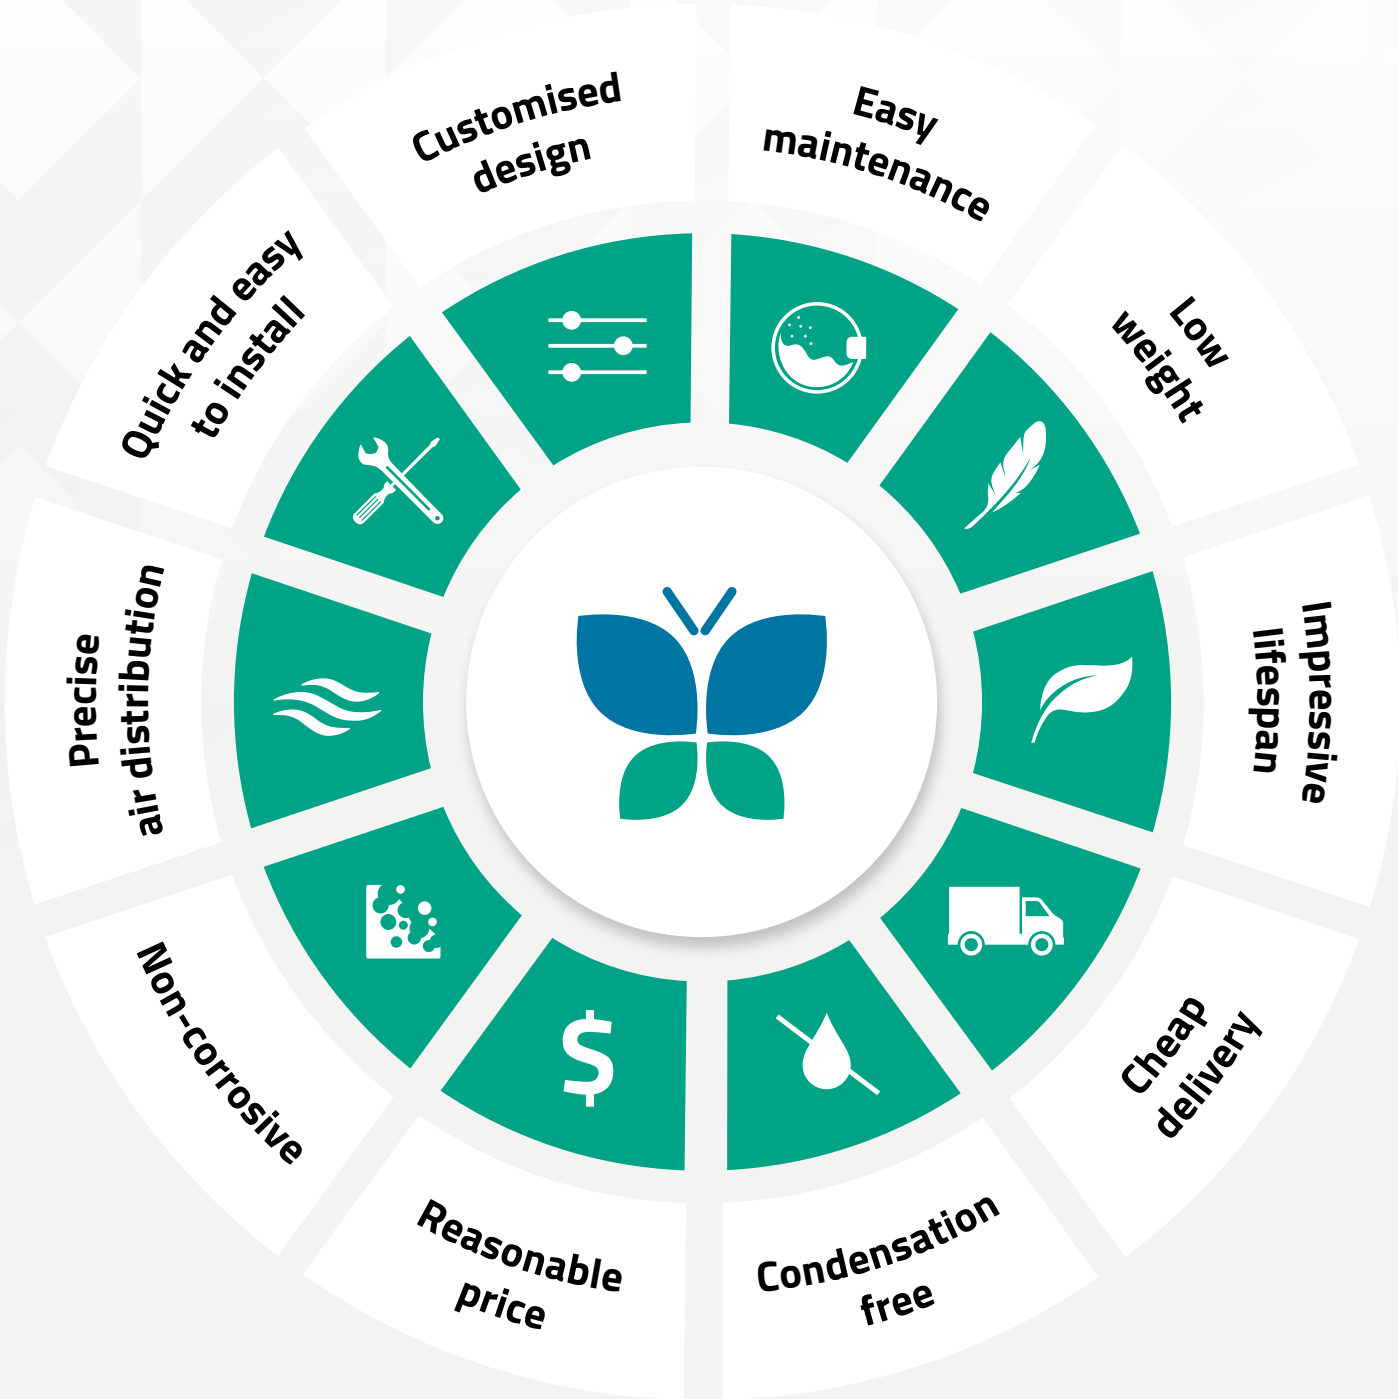 Customised
design
Easy
maintenance
Low
weight
Impressive
lifespan
Cheap
delivery
Condensation
free
Reasonable
price
Non-corrosive
Precise
air distribution
Quick and easy
to install
$